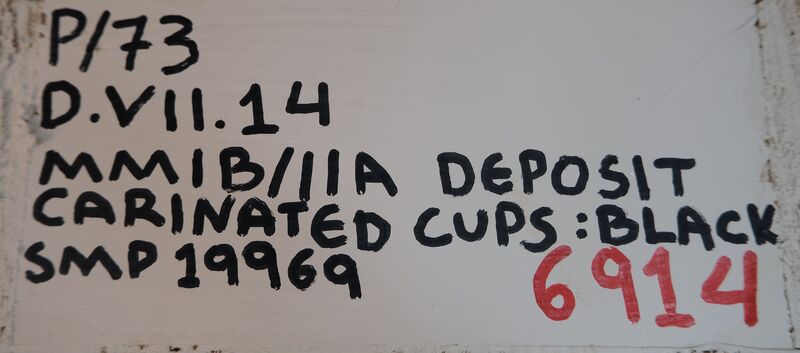 P/73
D.VII.14
MMIB/IIA DEPOSIT
CARINATED CUPS: BLACK
SMP 19969
6914